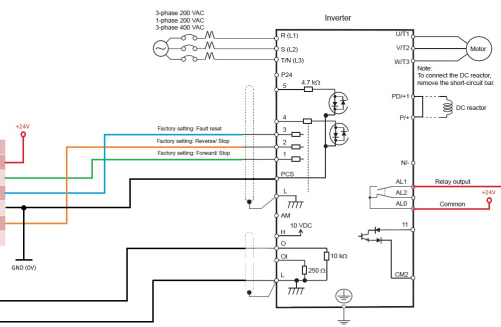 3-phase 200 VAC
1-phase 200 VAC
3-phase 400 VAC
Inverter
R (L1)
S (L2)
T/N (L3)
U/T1
V/T2
W/T3
Motor
Note:
To connect the DC reactor,
remove the short-circuit bar.
P24
5
4.7 kΩ
PD/+1
DC reactor
P/+
4
+24V
Factory setting: Fault reset
3
Factory setting: Reverse/ Stop
2
Factory setting: Forward/ Stop
1
N/-
PCS
AL1
Relay output
L
AL2
+24V
AL0
Common
AM
10 VDC
H
11
O
10 kΩ
OI
250 Ω
GND (0V)
L
CM2